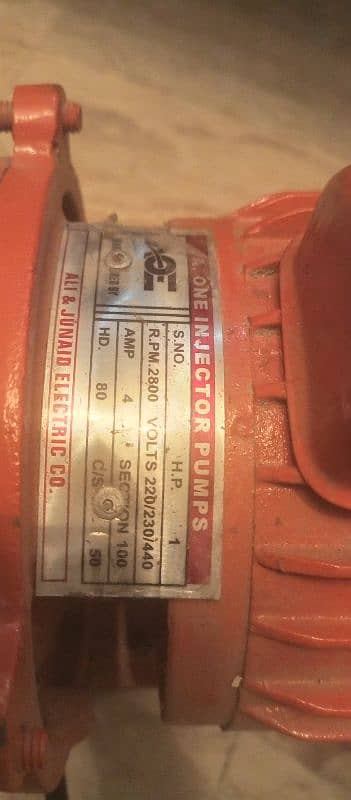 A. ONE INJECTOR PUMPS
S.NO. H.P. 1
R.PM. 2800 VOLTS 220/230/440
AMP 4 SECTION 100
HD. 80 C/S 50
ALI & JUNAID ELECTRIC CO.